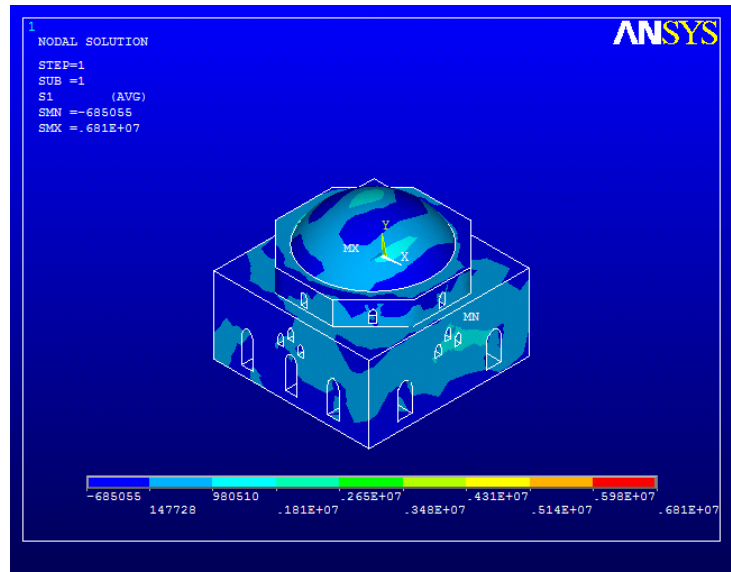 1
ANSYS
NODAL SOLUTION
STEP=1
SUB =1
S1 (AVG)
SMN =-685055
SMX =.681E+07
Y
MX X
MN
-685055 980510 .265E+07 .431E+07 .598E+07
147728 .181E+07 .348E+07 .514E+07 .681E+07